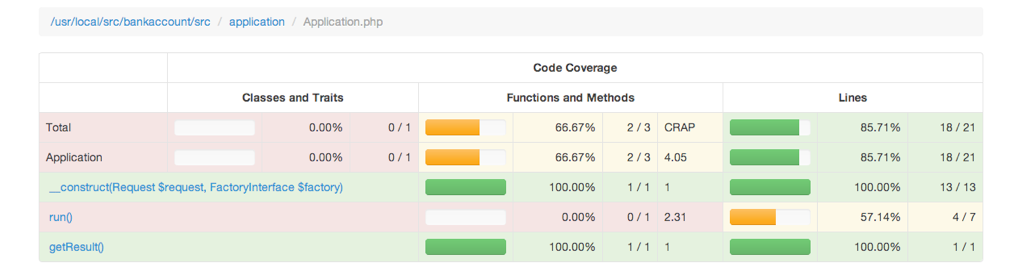 /usr/local/src/bankaccount/src / application / Application.php
Code Coverage
Classes and Traits Functions and Methods Lines
Total 0.00% 0 / 1 66.67% 2 / 3 CRAP 85.71% 18 / 21
Application 0.00% 0 / 1 66.67% 2 / 3 4.05 85.71% 18 / 21
__construct(Request $request, FactoryInterface $factory) 100.00% 1 / 1 1 100.00% 13 / 13
run() 0.00% 0 / 1 2.31 57.14% 4 / 7
getResult() 100.00% 1 / 1 1 100.00% 1 / 1